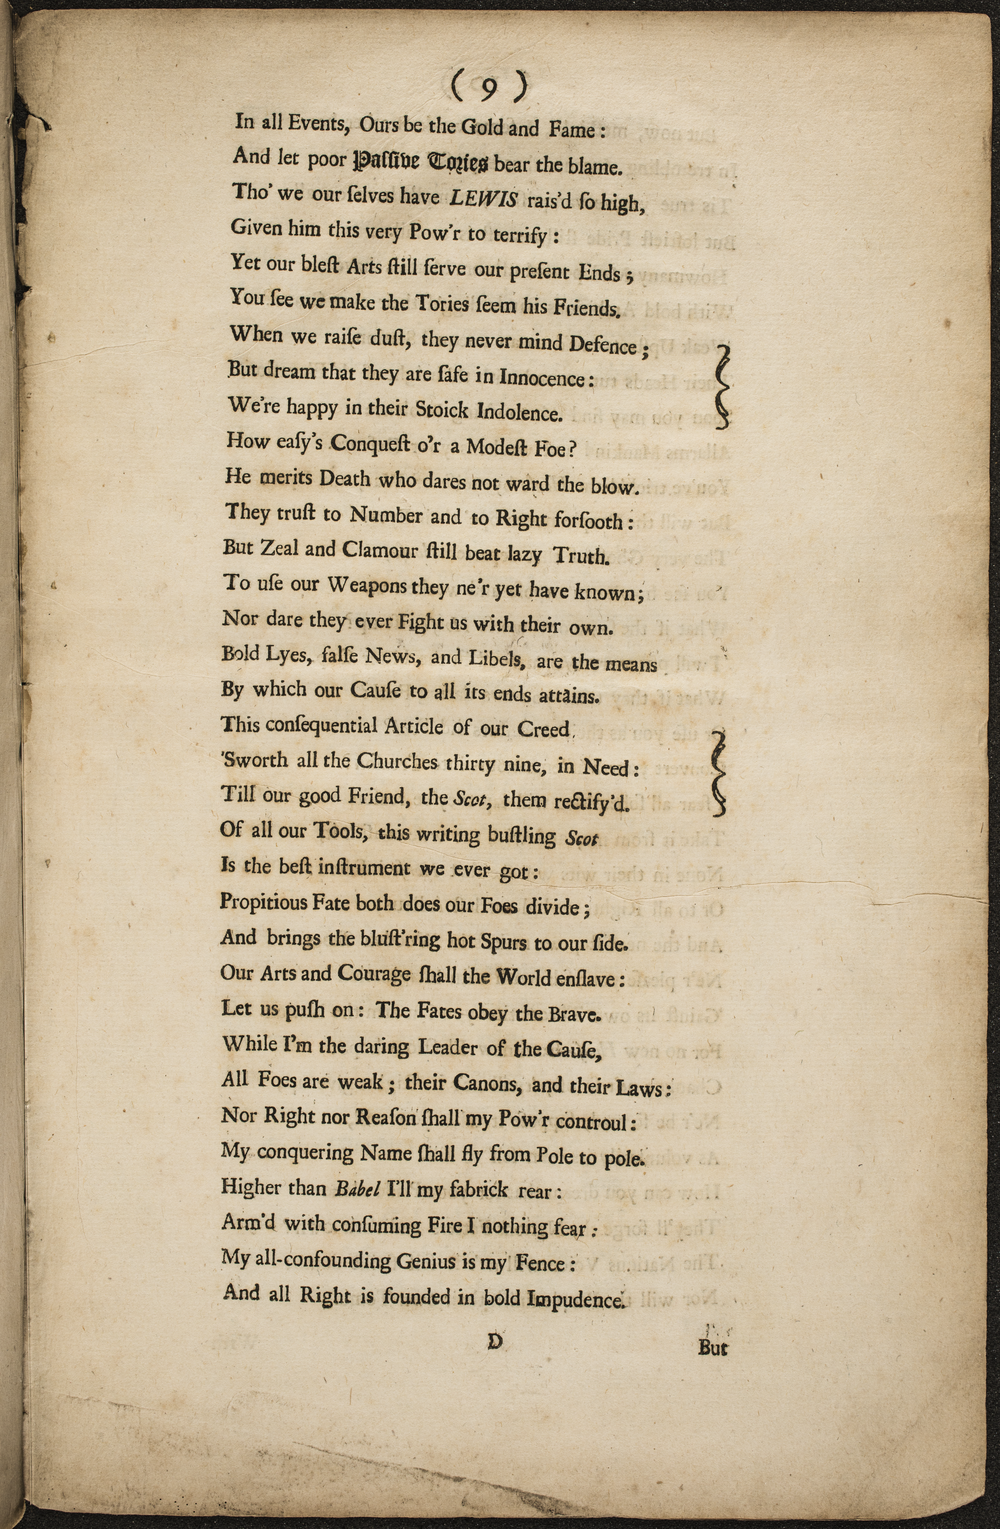 ( 9 )
In all Events, Ours be the Gold and Fame :
And let poor Paſſive Tories bear the blame.
Tho' we our ſelves have LEWIS rais'd ſo high,
Given him this very Pow'r to terrify :
Yet our bleſt Arts ſtill ſerve our preſent Ends ;
You ſee we make the Tories ſeem his Friends.
When we raiſe duſt, they never mind Defence ;
But dream that they are ſafe in Innocence :
We're happy in their Stoick Indolence.
How eaſy's Conqueſt o'r a Modeſt Foe?
He merits Death who dares not ward the blow.
They truſt to Number and to Right forſooth :
But Zeal and Clamour ſtill beat lazy Truth.
To uſe our Weapons they ne'r yet have known ;
Nor dare they ever Fight us with their own.
Bold Lyes, falſe News, and Libels, are the means
By which our Cauſe to all its ends attains.
This conſequential Article of our Creed
'Sworth all the Churches thirty nine, in Need :
Till our good Friend, the Scot, them rectify'd.
Of all our Tools, this writing buſtling Scot
Is the beſt inſtrument we ever got :
Propitious Fate both does our Foes divide ;
And brings the bluſt'ring hot Spurs to our ſide.
Our Arts and Courage ſhall the World enſlave :
Let us puſh on : The Fates obey the Brave.
While I'm the daring Leader of the Cauſe,
All Foes are weak ; their Canons, and their Laws :
Nor Right nor Reaſon ſhall my Pow'r controul :
My conquering Name ſhall fly from Pole to pole.
Higher than Babel I'll my fabrick rear :
Arm'd with conſuming Fire I nothing fear :
My all-confounding Genius is my Fence :
And all Right is founded in bold Impudence.
D
But